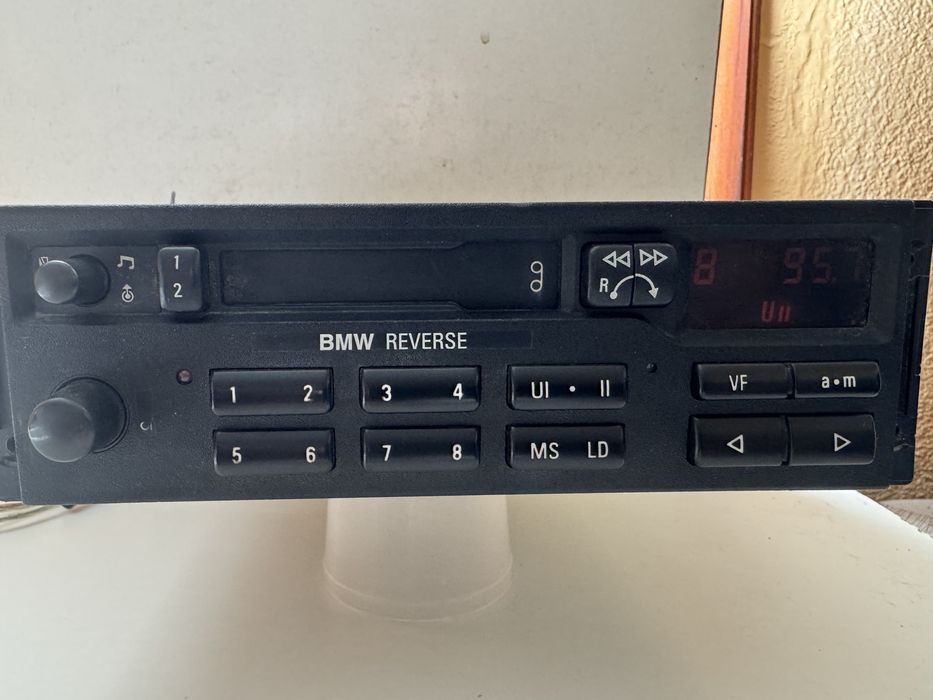 1
2
8 95.
BMW REVERSE
1 2 3 4 UI • II VF a•m
R
5 6 7 8 MS LD